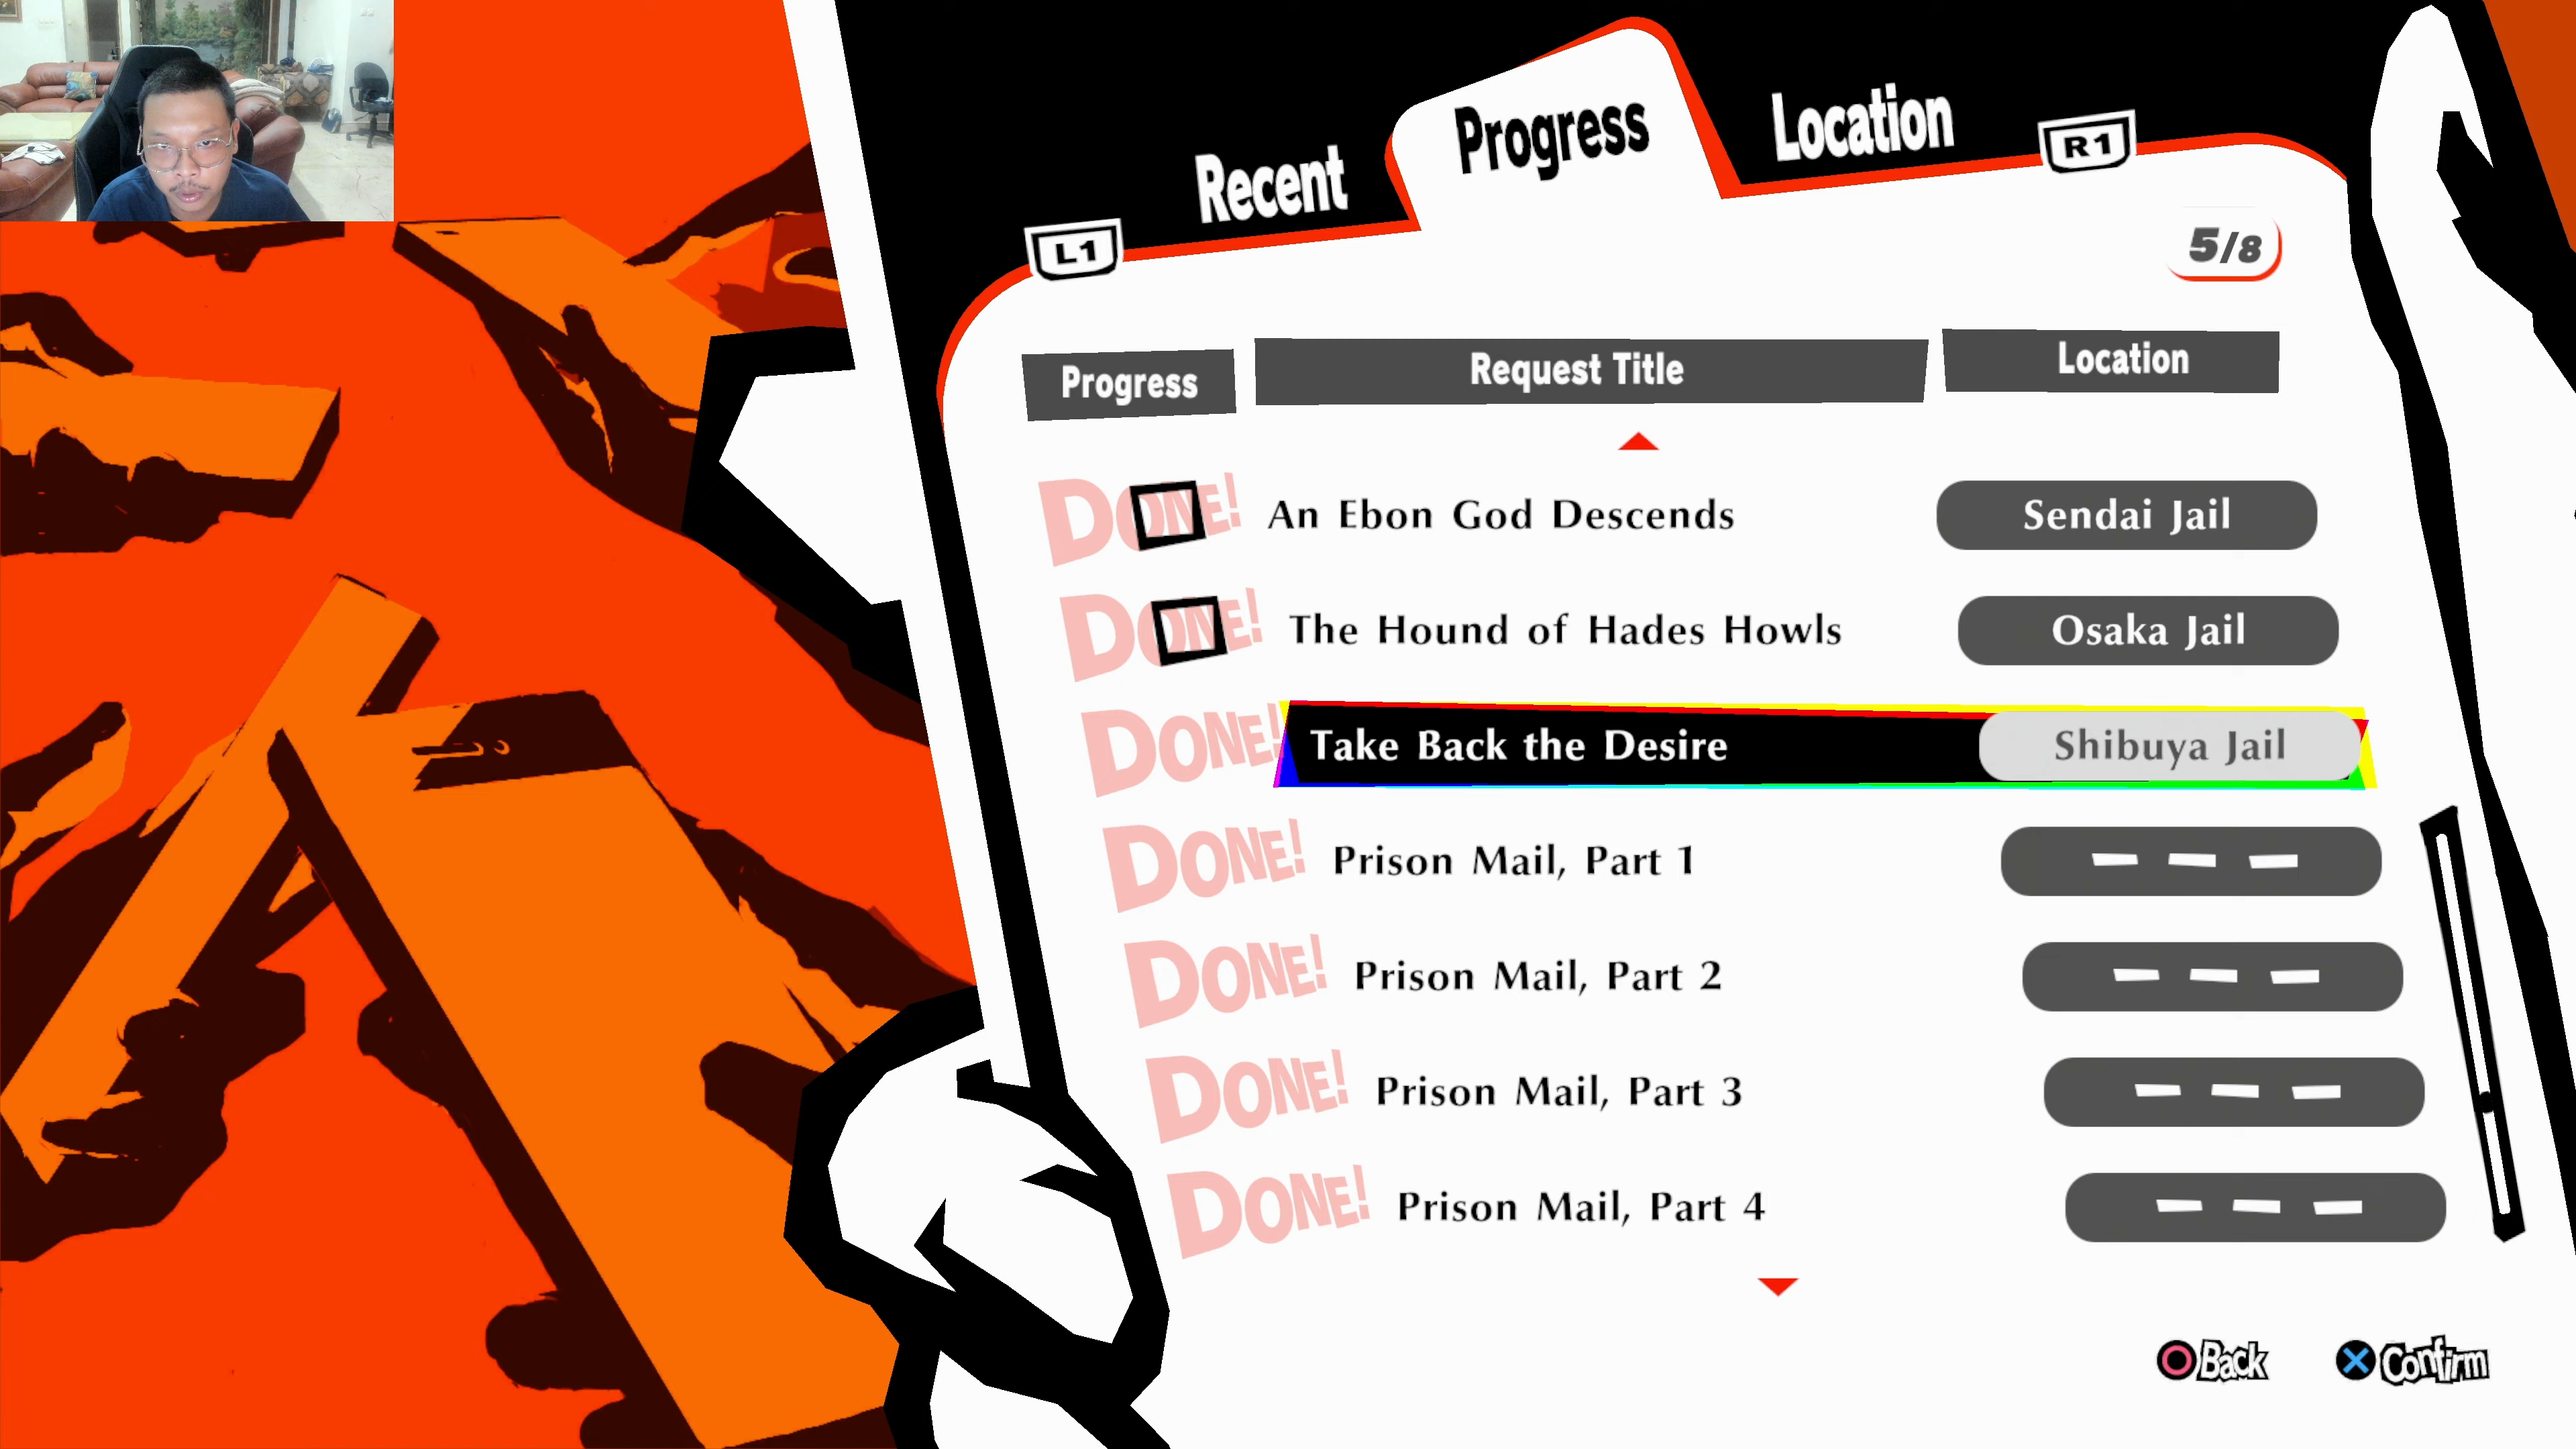 Recent Progress Location
L1 R1
5/8
Progress Request Title Location
DONE! An Ebon God Descends Sendai Jail
DONE! The Hound of Hades Howls Osaka Jail
DONE! Take Back the Desire Shibuya Jail
DONE! Prison Mail, Part 1 — — —
DONE! Prison Mail, Part 2 — — —
DONE! Prison Mail, Part 3 — — —
DONE! Prison Mail, Part 4 — — —
Back Confirm